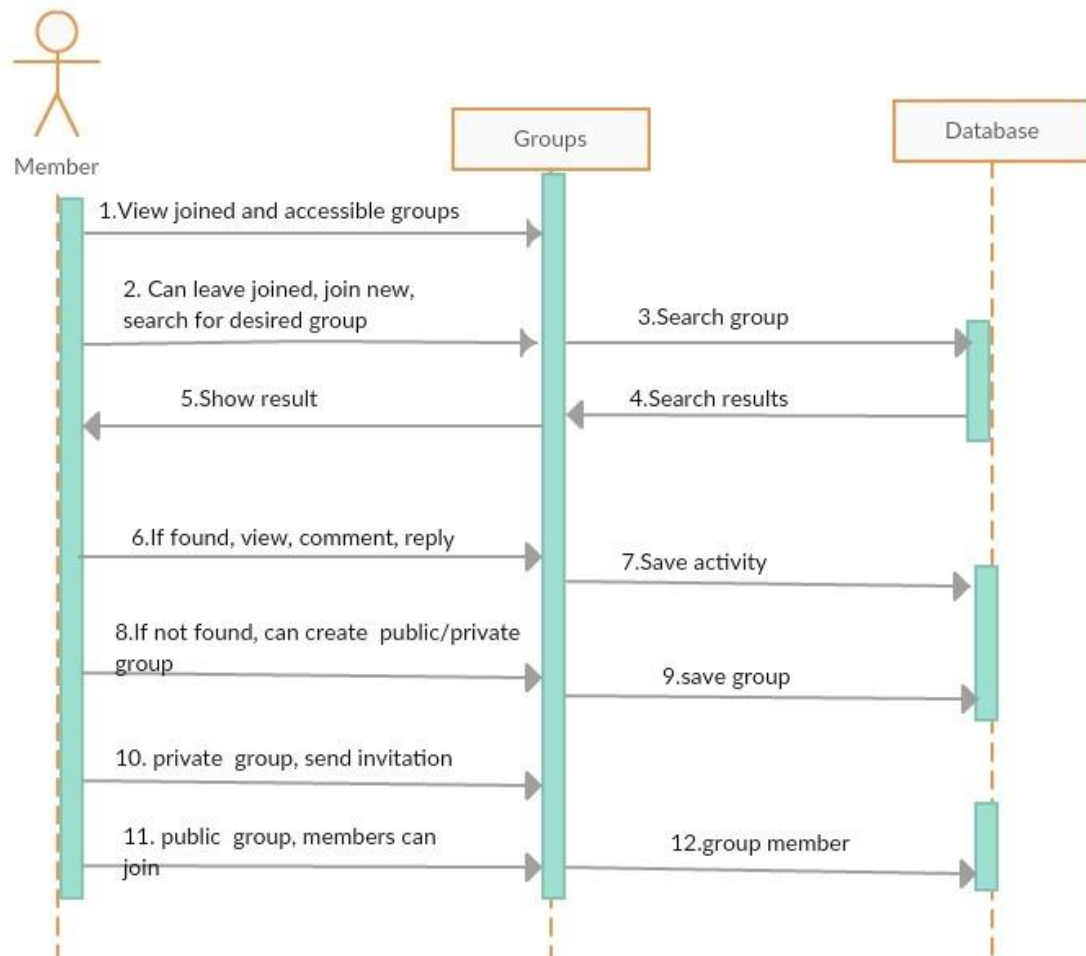 Member
Groups
Database
1.View joined and accessible groups
2. Can leave joined, join new,
search for desired group
3.Search group
4.Search results
5.Show result
6.If found, view, comment, reply
7.Save activity
8.If not found, can create public/private
group
9.save group
10. private group, send invitation
11. public group, members can
join
12.group member